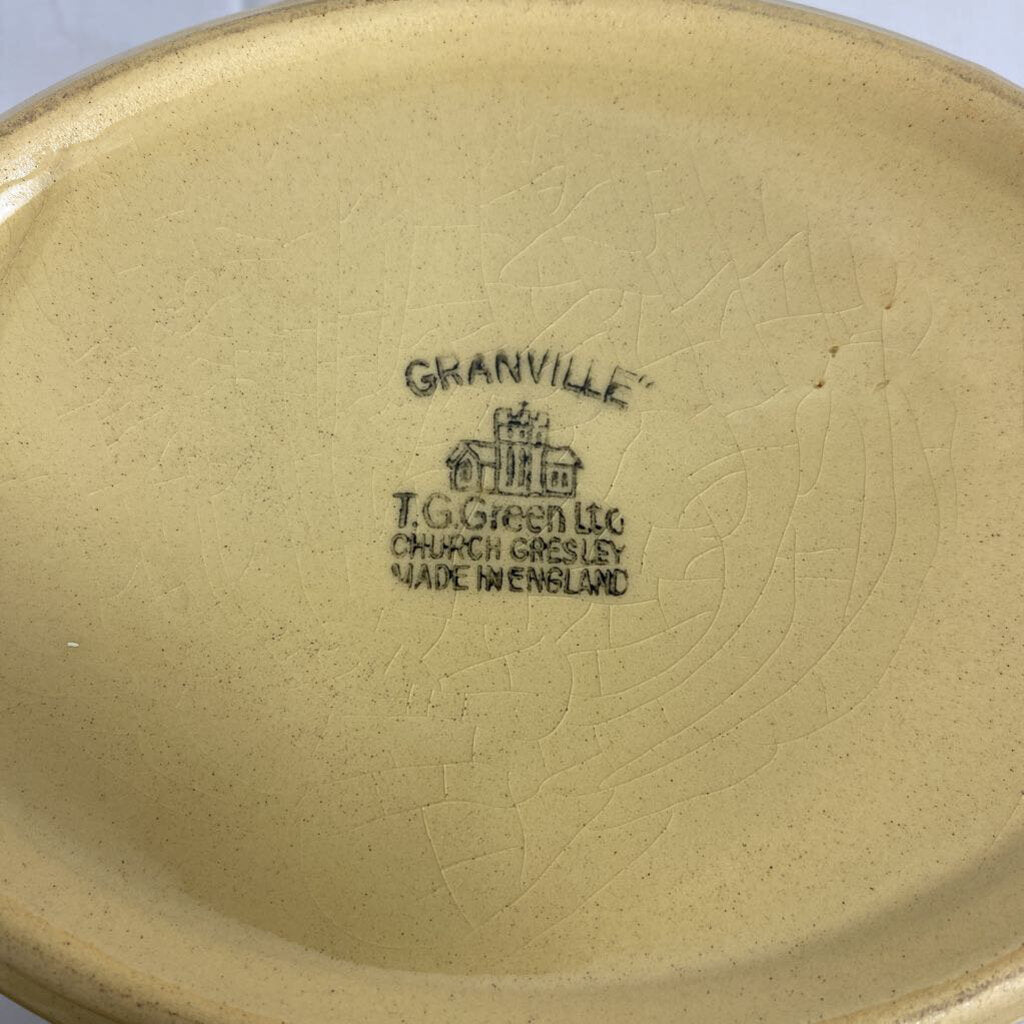 GRANVILLE"
T.G.Green Ltd
CHURCH GRESLEY
MADE IN ENGLAND